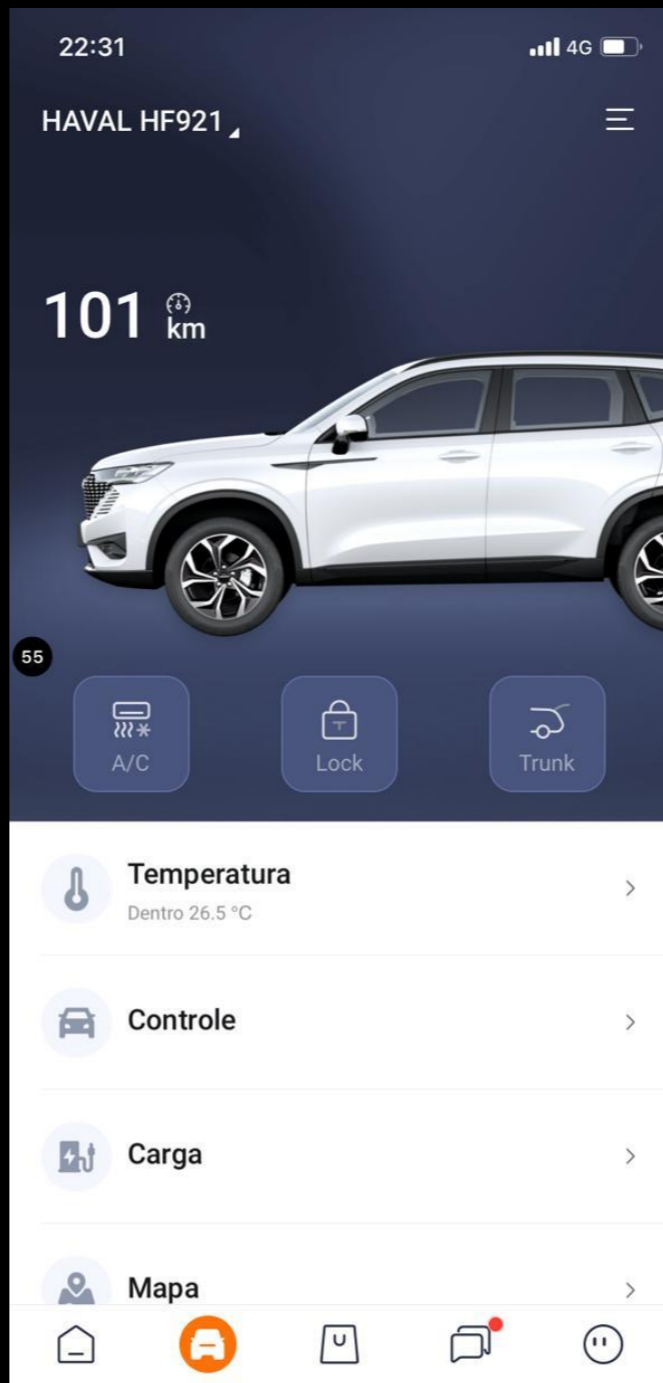 22:31
4G
HAVAL HF921
101 km
55
A/C
Lock
Trunk
Temperatura
Dentro 26.5 °C
Controle
Carga
Mapa